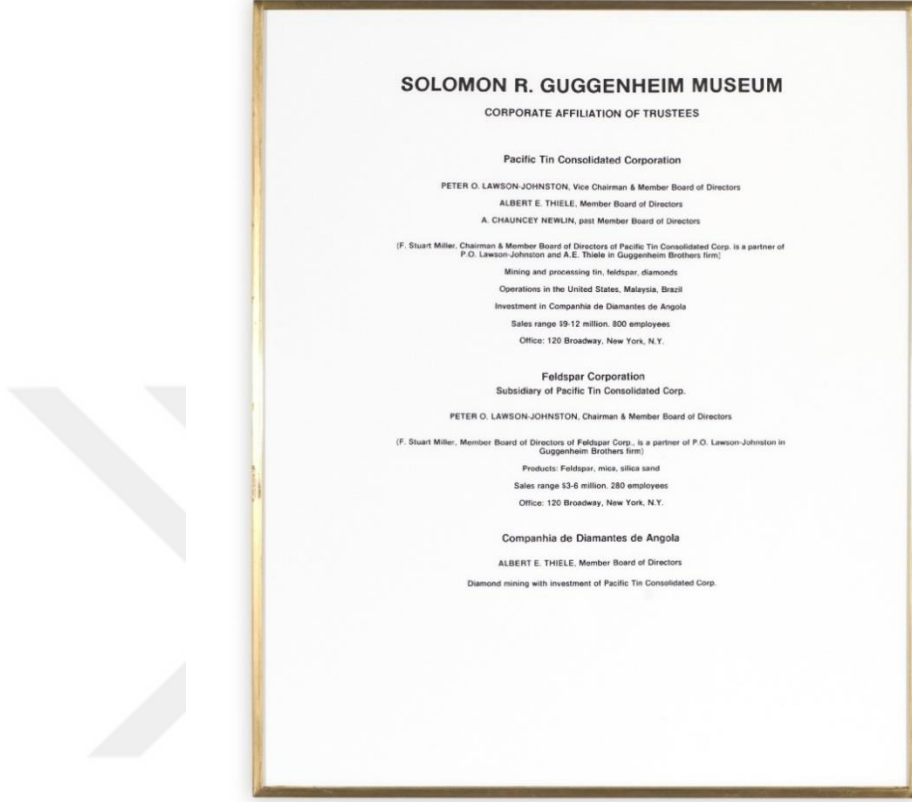 SOLOMON R. GUGGENHEIM MUSEUM
CORPORATE AFFILIATION OF TRUSTEES
Pacific Tin Consolidated Corporation
PETER O. LAWSON-JOHNSTON, Vice Chairman & Member Board of Directors
ALBERT E. THIELE, Member Board of Directors
A. CHAUNCEY NEWLIN, past Member Board of Directors
(F. Stuart Miller, Chairman & Member Board of Directors of Pacific Tin Consolidated Corp. is a partner of
P.O. Lawson-Johnston and A.E. Thiele in Guggenheim Brothers firm)
Mining and processing tin, feldspar, diamonds
Operations in the United States, Malaysia, Brazil
Investment in Companhia de Diamantes de Angola
Sales range $9-12 million. 800 employees
Office: 120 Broadway, New York, N.Y.
Feldspar Corporation
Subsidiary of Pacific Tin Consolidated Corp.
PETER O. LAWSON-JOHNSTON, Chairman & Member Board of Directors
(F. Stuart Miller, Member Board of Directors of Feldspar Corp., is a partner of P.O. Lawson-Johnston in
Guggenheim Brothers firm)
Products: Feldspar, mica, silica sand
Sales range $3-6 million. 280 employees
Office: 120 Broadway, New York, N.Y.
Companhia de Diamantes de Angola
ALBERT E. THIELE, Member Board of Directors
Diamond mining with investment of Pacific Tin Consolidated Corp.